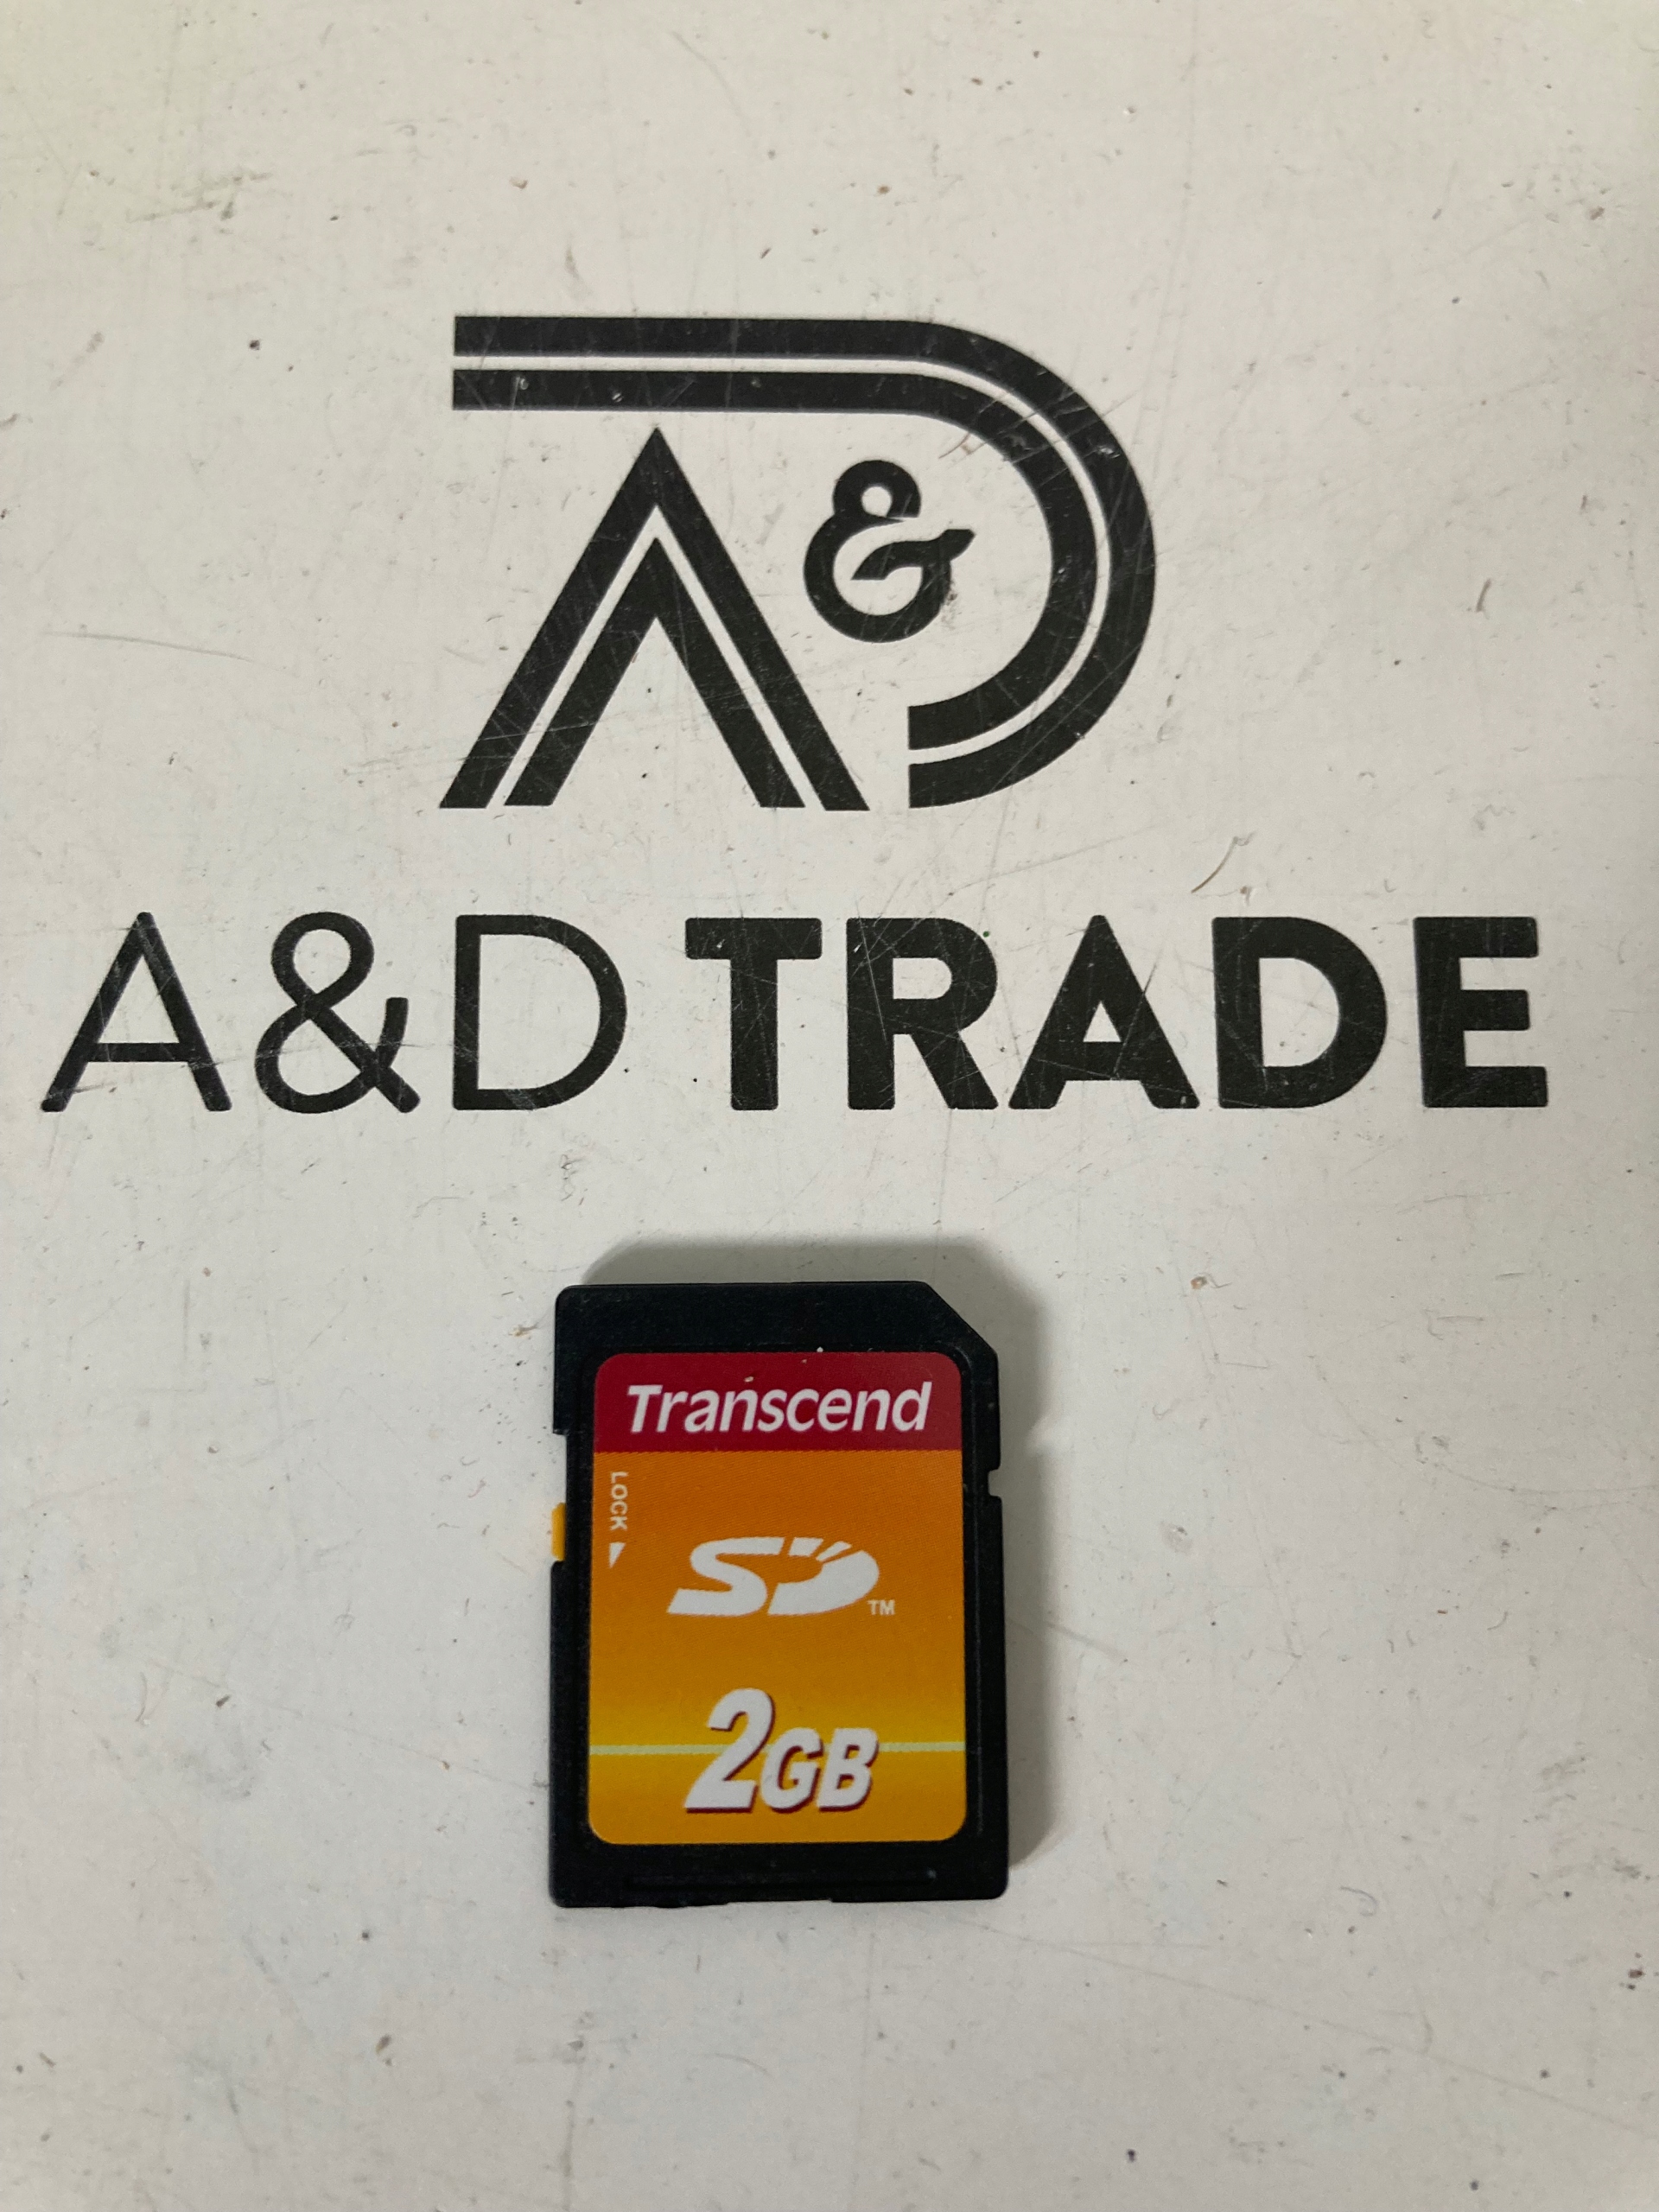 A&D
A&D TRADE
Transcend
LOCK
SD™
2GB